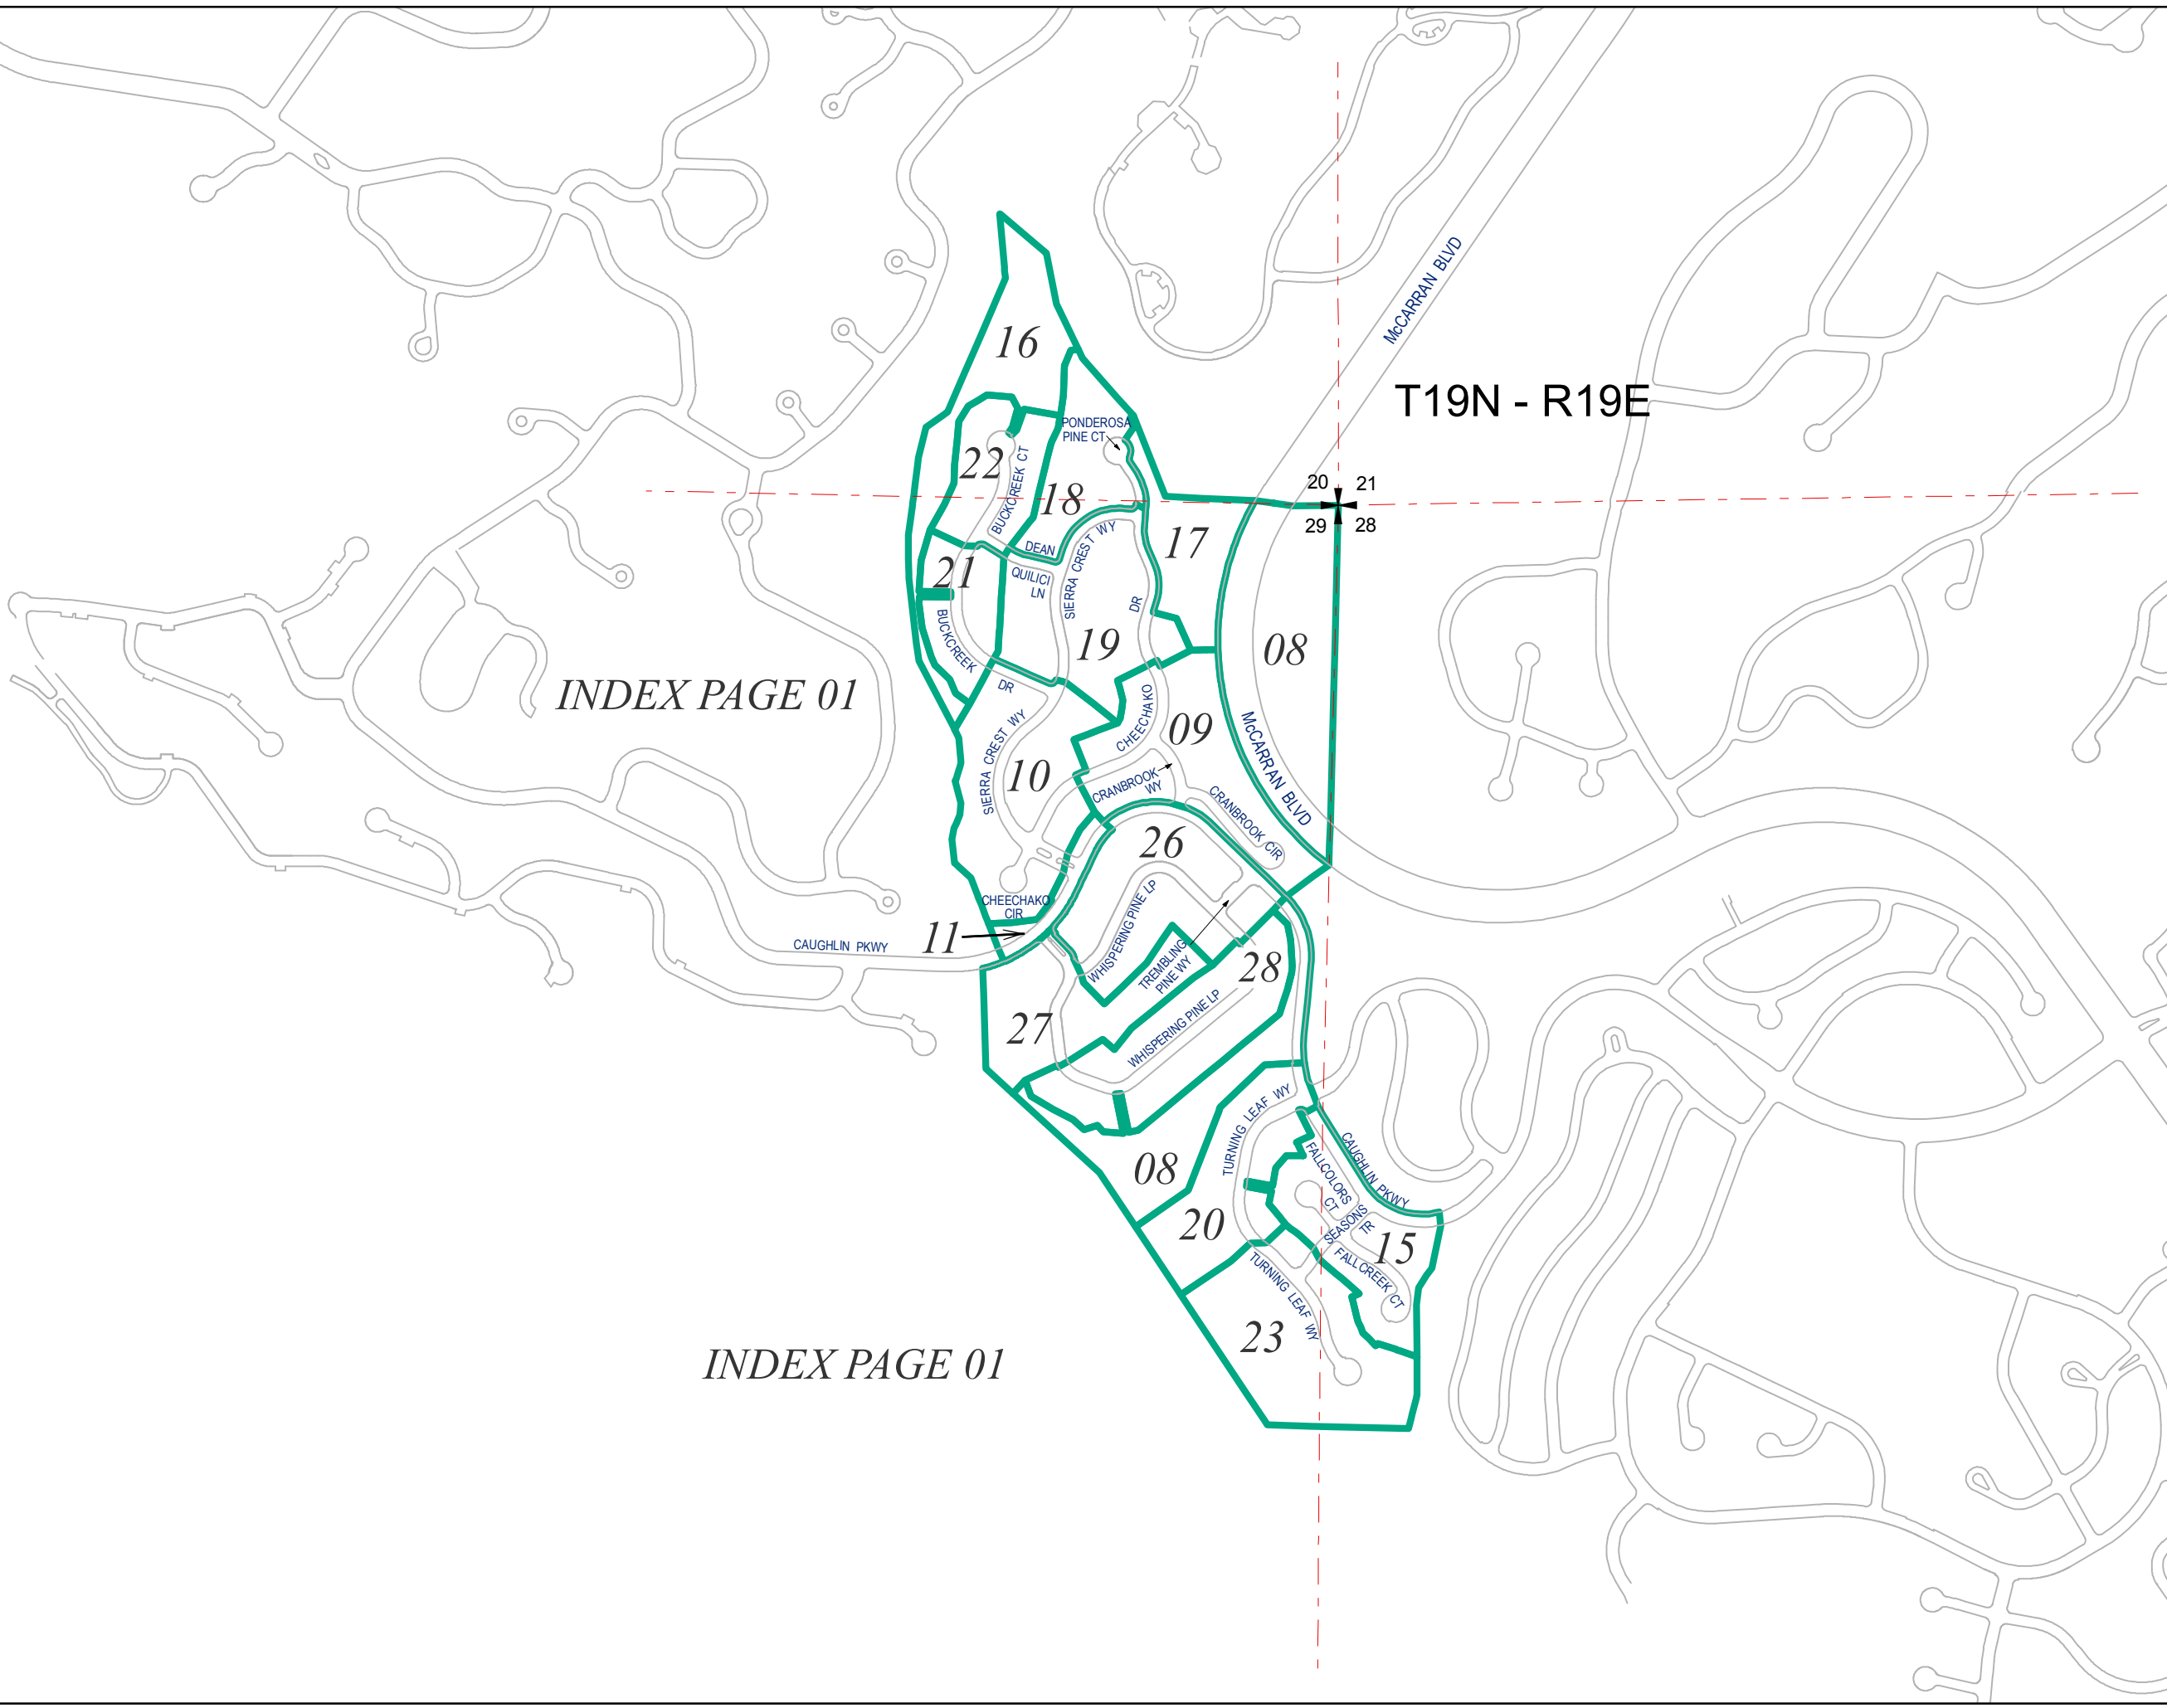 McCARRAN BLVD
T19N - R19E
16
PONDEROSA
PINE CT
22
BUCKCREEK CT
18
20
21
29
28
17
DEAN
QUILICI
LN
SIERRA CREST WY
21
BUCKCREEK
DR
DR
19
08
INDEX PAGE 01
CHEECHAKO
09
McCARRAN BLVD
SIERRA CREST WY
10
CRANBROOK
WY
CRANBROOK CIR
26
CHEECHAKO
CIR
11
CAUGHLIN PKWY
WHISPERING PINE LP
TREMBLING
PINE WY
28
27
WHISPERING PINE LP
08
TURNING LEAF WY
FALLCOLORS
CT
CAUGHLIN PKWY
20
SEASONS
TR
15
FALLCREEK CT
TURNING LEAF WY
23
INDEX PAGE 01